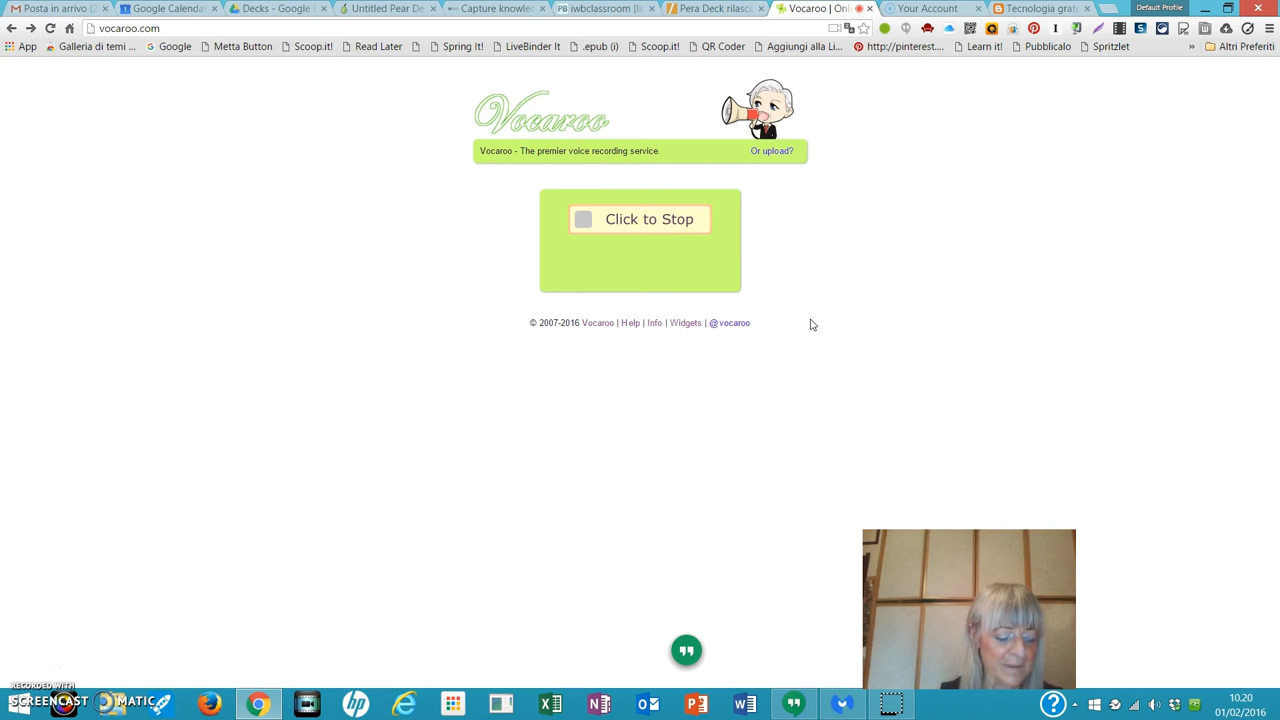 Posta in arrivo (2 Google Calenda Decks - Google Untitled Pear De Capture knowled iwbclassroom [li Pera Deck rilasci Vocaroo | Onl Your Account Tecnologia grat Default Profile
vocaroo.com
App Galleria di temi ... Google Metta Button Scoop.it! Read Later Spring It! LiveBinder It .epub (i) Scoop.it! QR Coder Aggiungi alla Li... http://pinterest.... Learn it! Pubblicalo Spritzlet » Altri Preferiti
Vocaroo
Vocaroo - The premier voice recording service. Or upload?
Click to Stop
© 2007-2016 Vocaroo | Help | Info | Widgets | @vocaroo
RECORDED WITH
SCREENCAST MATIC
10.20
01/02/2016